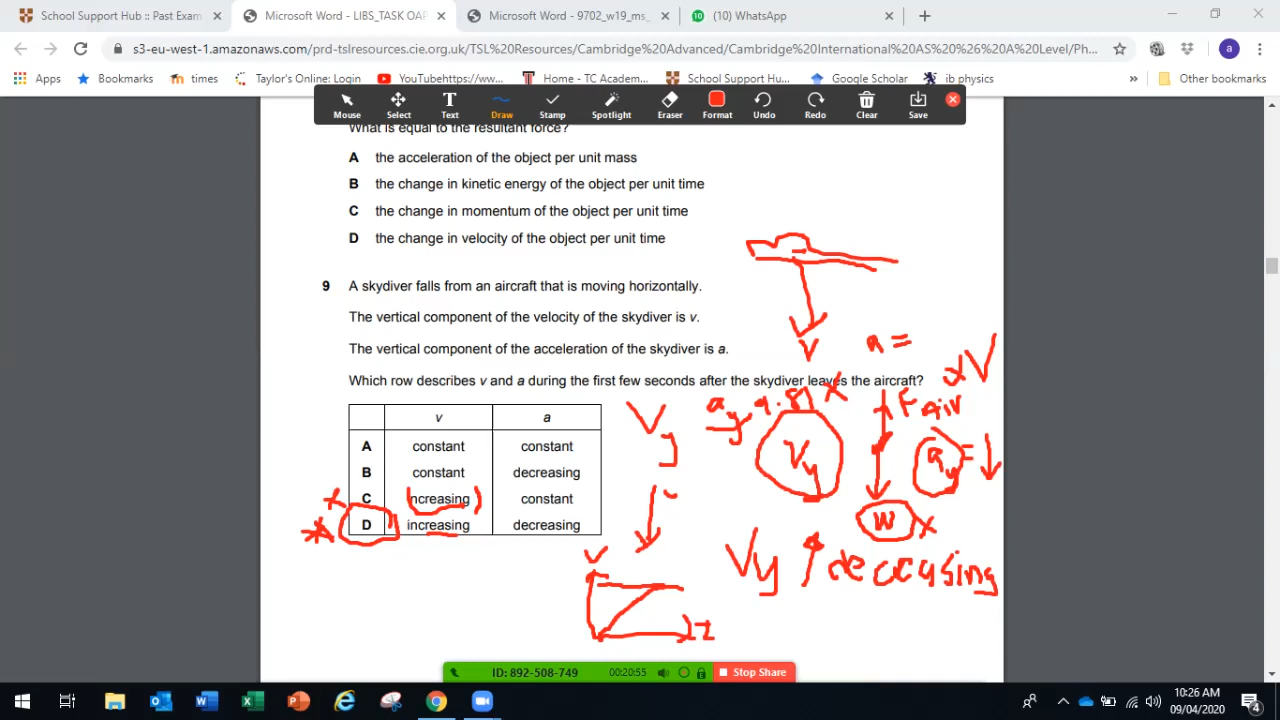 School Support Hub :: Past Exam
Microsoft Word - LIBS_TASK OAP
Microsoft Word - 9702_w19_ms_
(10) WhatsApp
s3-eu-west-1.amazonaws.com/prd-tslresources.cie.org.uk/TSL%20Resources/Cambridge%20Advanced/Cambridge%20International%20AS%20%26%20A%20Level/Ph...
a
Apps
Bookmarks
times
Taylor's Online: Login
YouTubehttps://ww...
Home - TC Academ...
School Support Hu...
Google Scholar
ib physics
»
Other bookmarks
Mouse
Select
Text
Draw
Stamp
Spotlight
Eraser
Format
Undo
Redo
Clear
Save
What is equal to the resultant force?
A the acceleration of the object per unit mass
B the change in kinetic energy of the object per unit time
C the change in momentum of the object per unit time
D the change in velocity of the object per unit time
9 A skydiver falls from an aircraft that is moving horizontally.
The vertical component of the velocity of the skydiver is v.
The vertical component of the acceleration of the skydiver is a.
Which row describes v and a during the first few seconds after the skydiver leaves the aircraft?
v a
A constant constant
B constant decreasing
C increasing constant
D increasing decreasing
V
a =
V
Vy
ay 9.81 x
Vy
Fair
ay = ↓
W x
Vy ↑ decreasing
V
t
ID: 892-508-749
00:20:55
Stop Share
10:26 AM
09/04/2020
4